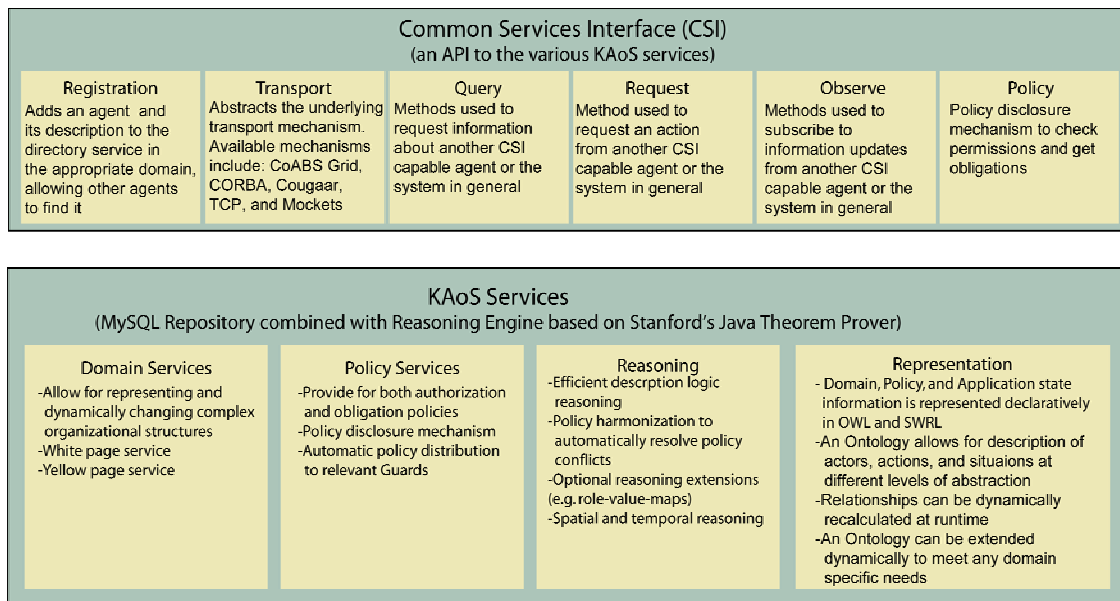 Common Services Interface (CSI)
(an API to the various KAoS services)
Registration
Adds an agent and
its description to the
directory service in
the appropriate domain,
allowing other agents
to find it
Transport
Abstracts the underlying
transport mechanism.
Available mechanisms
include: CoABS Grid,
CORBA, Cougaar,
TCP, and Mockets
Query
Methods used to
request information
about another CSI
capable agent or the
system in general
Request
Method used to
request an action
from another CSI
capable agent or the
system in general
Observe
Methods used to
subscribe to
information updates
from another CSI
capable agent or the
system in general
Policy
Policy disclosure
mechanism to check
permissions and get
obligations
KAoS Services
(MySQL Repository combined with Reasoning Engine based on Stanford's Java Theorem Prover)
Domain Services
-Allow for representing and
dynamically changing complex
organizational structures
-White page service
-Yellow page service
Policy Services
-Provide for both authorization
and obligation policies
-Policy disclosure mechanism
-Automatic policy distribution
to relevant Guards
Reasoning
-Efficient descrption logic
reasoning
-Policy harmonization to
automatically resolve policy
conflicts
-Optional reasoning extensions
(e.g. role-value-maps)
-Spatial and temporal reasoning
Representation
- Domain, Policy, and Application state
information is represented declaratively
in OWL and SWRL
-An Ontology allows for description of
actors, actions, and situaions at
different levels of abstraction
-Relationships can be dynamically
recalculated at runtime
-An Ontology can be extended
dynamically to meet any domain
specific needs